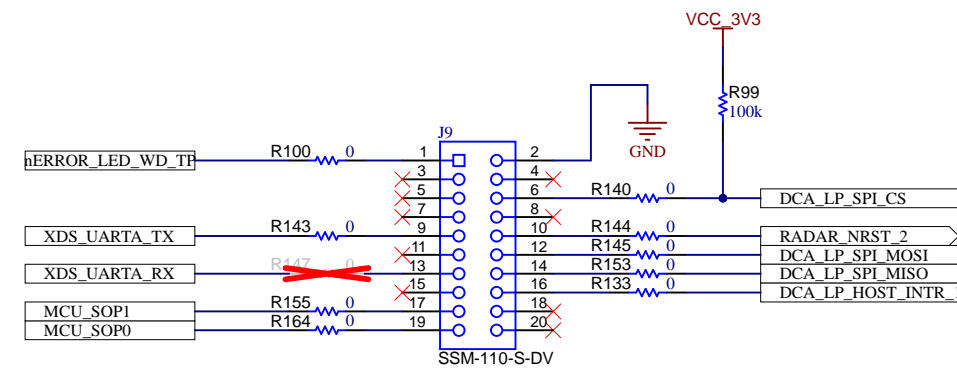 VCC_3V3
R99
100k
J9
GND
nERROR_LED_WD_TP R100 0 1 2
3 4
5 6 R140 0 DCA_LP_SPI_CS
7 8
XDS_UARTA_TX R143 0 9 10 R144 0 RADAR_NRST_2
11 12 R145 0 DCA_LP_SPI_MOSI
XDS_UARTA_RX R147 0 13 14 R153 0 DCA_LP_SPI_MISO
15 16 R133 0 DCA_LP_HOST_INTR_
MCU_SOP1 R155 0 17 18
MCU_SOP0 R164 0 19 20
SSM-110-S-DV